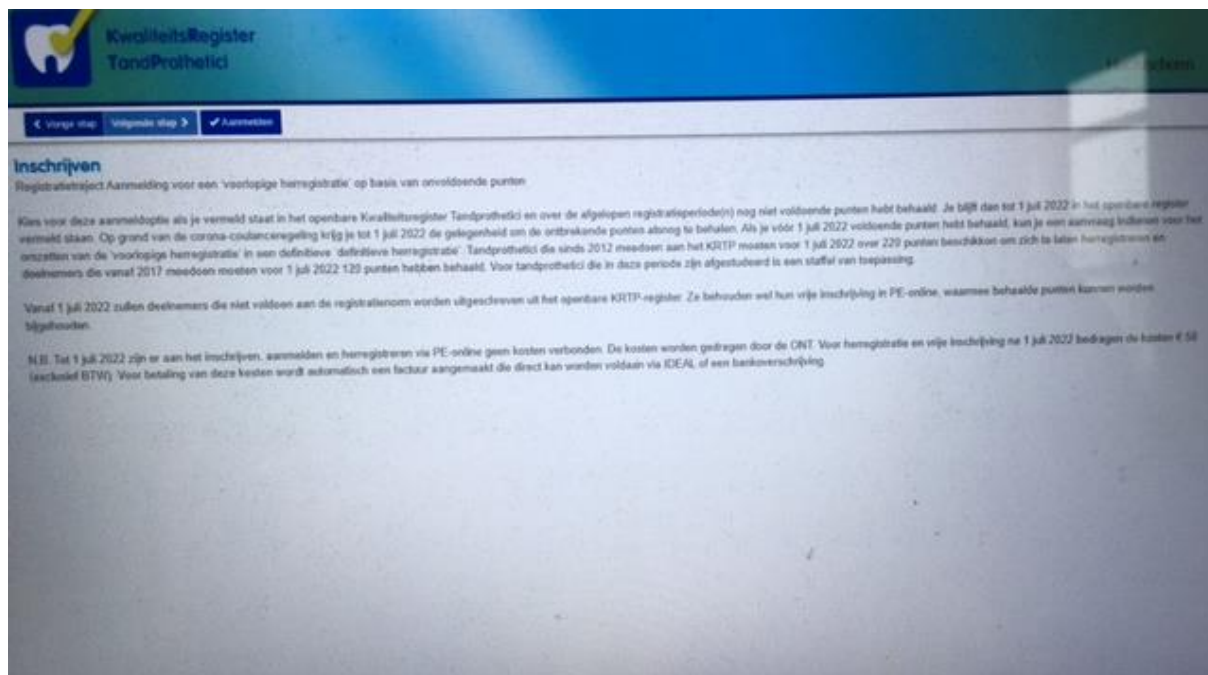 KwaliteitsRegister
TandProthetici
Vorige stap Volgende stap Aanmelden
Inschrijven
Registratietraject Aanmelding voor een 'voorlopige herregistratie' op basis van onvoldoende punten
Kies voor deze aanmeldoptie als je vermeld staat in het openbare Kwaliteitsregister Tandprothetici en over de afgelopen registratieperiode(n) nog niet voldoende punten hebt behaald. Je blijft dan tot 1 juli 2022 in het openbare register
vermeld staan. Op grond van de corona-coulanceregeling krijg je tot 1 juli 2022 de gelegenheid om de ontbrekende punten alsnog te behalen. Als je vóór 1 juli 2022 voldoende punten hebt behaald, kun je een aanvraag indienen voor het
omzetten van de 'voorlopige herregistratie' in een definitieve 'definitieve herregistratie'. Tandprothetici die sinds 2012 meedoen aan het KRTP moeten voor 1 juli 2022 over 220 punten beschikken om zich te laten herregistreren en
deelnemers die vanaf 2017 meedoen moeten voor 1 juli 2022 120 punten hebben behaald. Voor tandprothetici die in deze periode zijn afgestudeerd is een staffel van toepassing.
Vanaf 1 juli 2022 zullen deelnemers die niet voldoen aan de registratienorm worden uitgeschreven uit het openbare KRTP-register. Ze behouden wel hun vrije inschrijving in PE-online, waarmee behaalde punten kunnen worden
bijgehouden.
N.B. Tot 1 juli 2022 zijn er aan het inschrijven, aanmelden en herregistreren via PE-online geen kosten verbonden. De kosten worden gedragen door de ONT. Voor herregistratie en vrije inschrijving na 1 juli 2022 bedragen de kosten € 50
(exclusief BTW). Voor betaling van deze kosten wordt automatisch een factuur aangemaakt die direct kan worden voldaan via IDEAL of een bankoverschrijving.